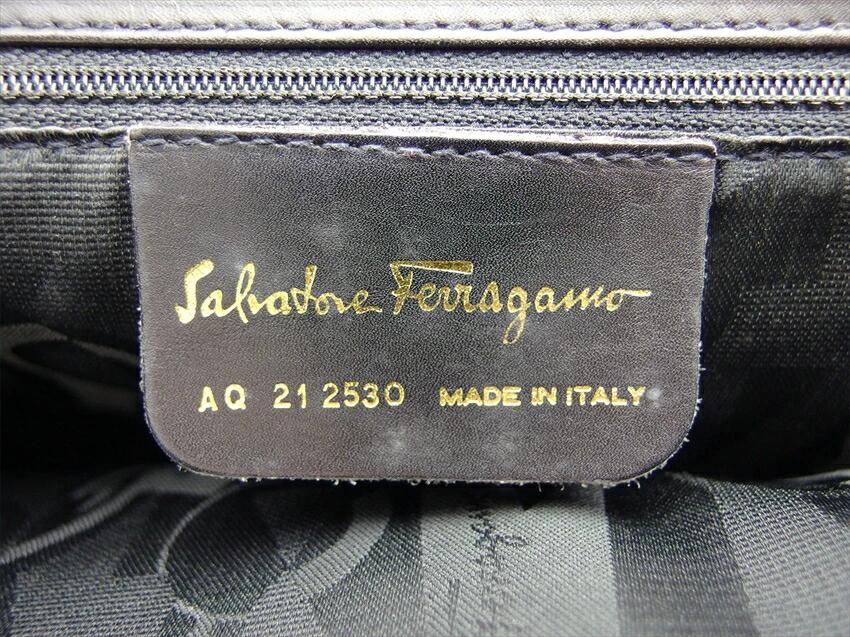 Salvatore Ferragamo
AQ 21 2530 MADE IN ITALY